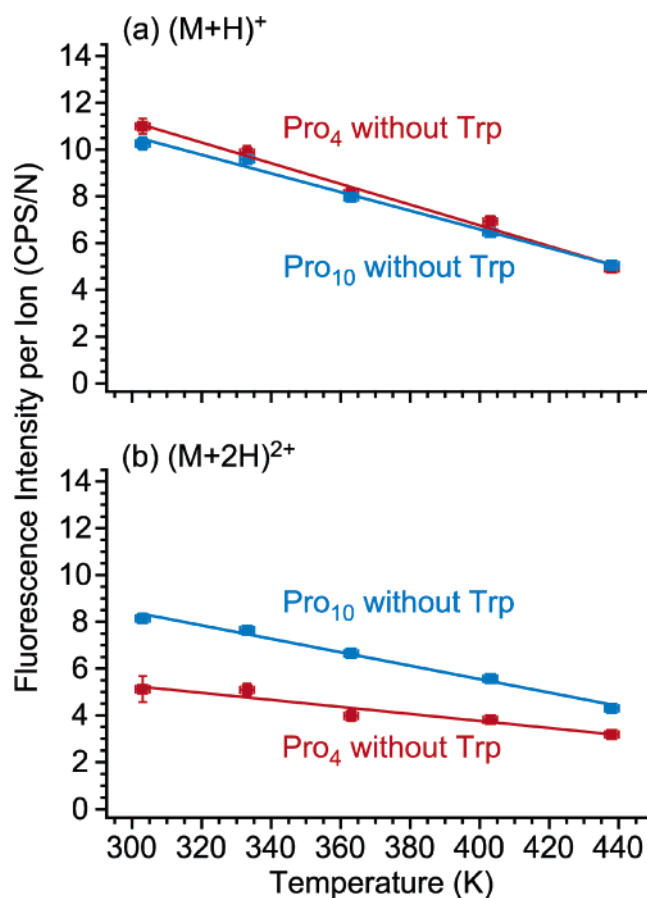 (a) (M+H)⁺
14
12
10
8
6
4
2
0
Pro₄ without Trp
Pro₁₀ without Trp
Fluorescence Intensity per Ion (CPS/N)
(b) (M+2H)²⁺
14
12
10
8
6
4
2
0
Pro₁₀ without Trp
Pro₄ without Trp
300 320 340 360 380 400 420 440
Temperature (K)